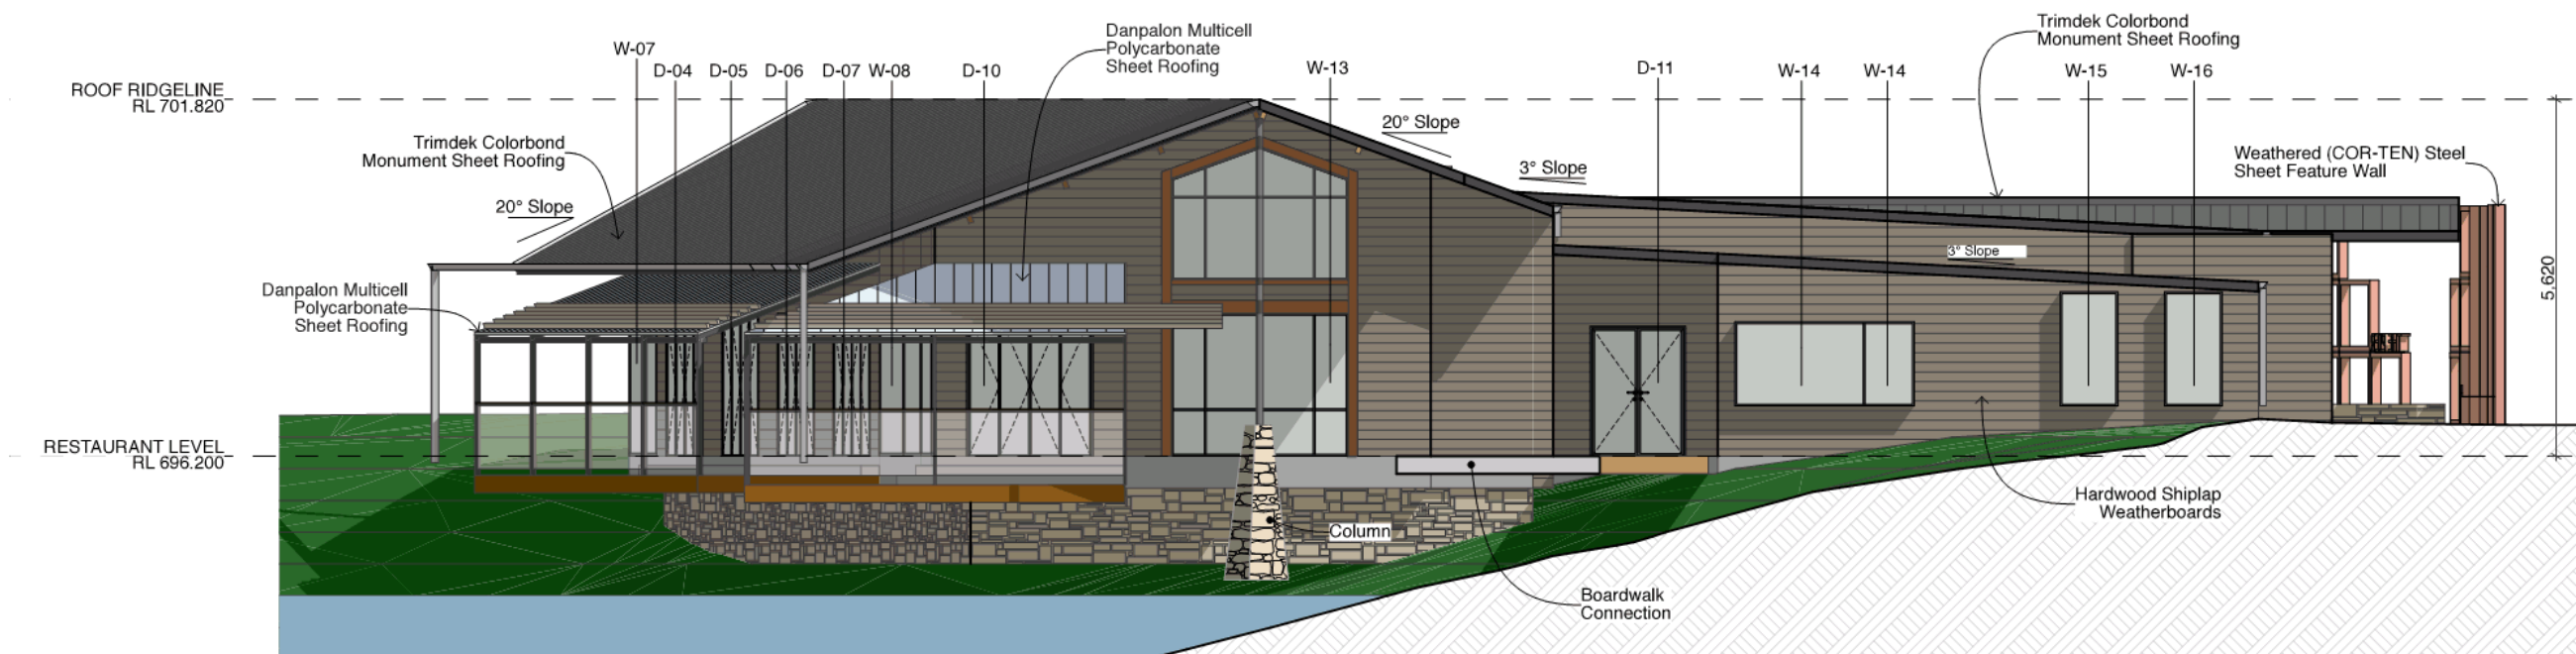 Trimdek Colorbond
Monument Sheet Roofing
Danpalon Multicell
Polycarbonate
Sheet Roofing
W-07
D-04
D-05
D-06
D-07
W-08
D-10
W-13
D-11
W-14
W-14
W-15
W-16
ROOF RIDGELINE
RL 701.820
20° Slope
Trimdek Colorbond
Monument Sheet Roofing
3° Slope
Weathered (COR-TEN) Steel
Sheet Feature Wall
20° Slope
3° Slope
5,620
Danpalon Multicell
Polycarbonate
Sheet Roofing
RESTAURANT LEVEL
RL 696.200
Hardwood Shiplap
Weatherboards
Column
Boardwalk
Connection